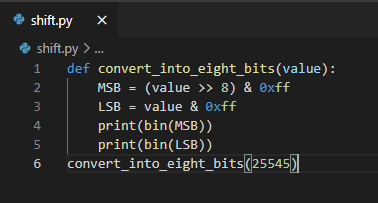 shift.py ×
shift.py > ...
1 def convert_into_eight_bits(value):
2     MSB = (value >> 8) & 0xff
3     LSB = value & 0xff
4     print(bin(MSB))
5     print(bin(LSB))
6 convert_into_eight_bits(25545)